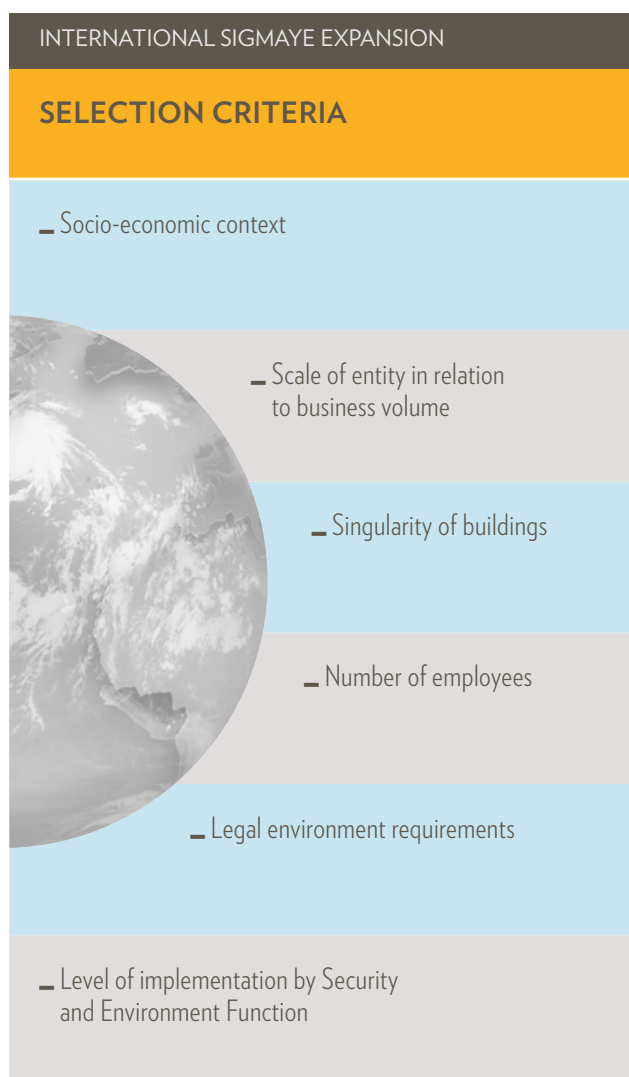 INTERNATIONAL SIGMAYE EXPANSION
SELECTION CRITERIA
– Socio-economic context
– Scale of entity in relation
to business volume
– Singularity of buildings
– Number of employees
– Legal environment requirements
– Level of implementation by Security
and Environment Function